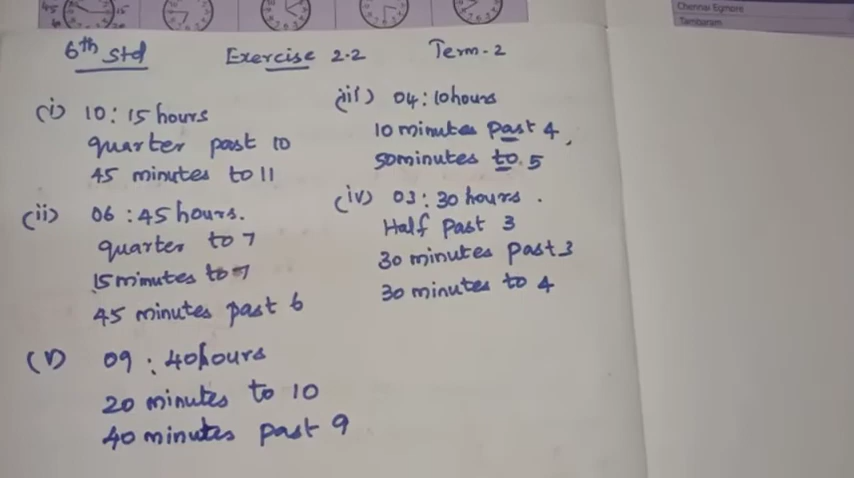 Chennai Egmore
Tambaram
6th Std Exercise 2.2 Term-2
(i) 10:15 hours
quarter past 10
45 minutes to 11
(ii) 06:45 hours.
quarter to 7
15 minutes to 7
45 minutes past 6
(iii) 04:10 hours
10 minutes past 4,
50 minutes to 5
(iv) 03:30 hours.
Half past 3
30 minutes past 3
30 minutes to 4
(v) 09:40 hours
20 minutes to 10
40 minutes past 9